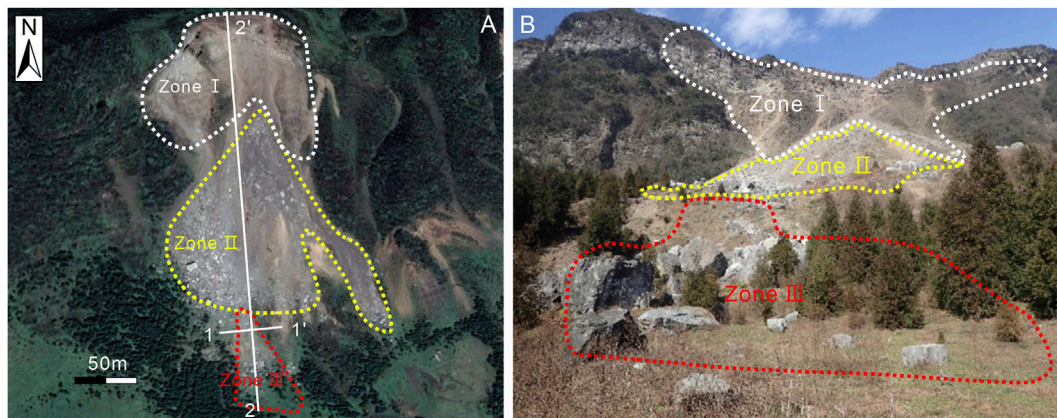 N
A
2'
Zone Ⅰ
Zone Ⅱ
1
1'
50m
Zone Ⅲ
2
B
Zone Ⅰ
Zone Ⅱ
Zone Ⅲ